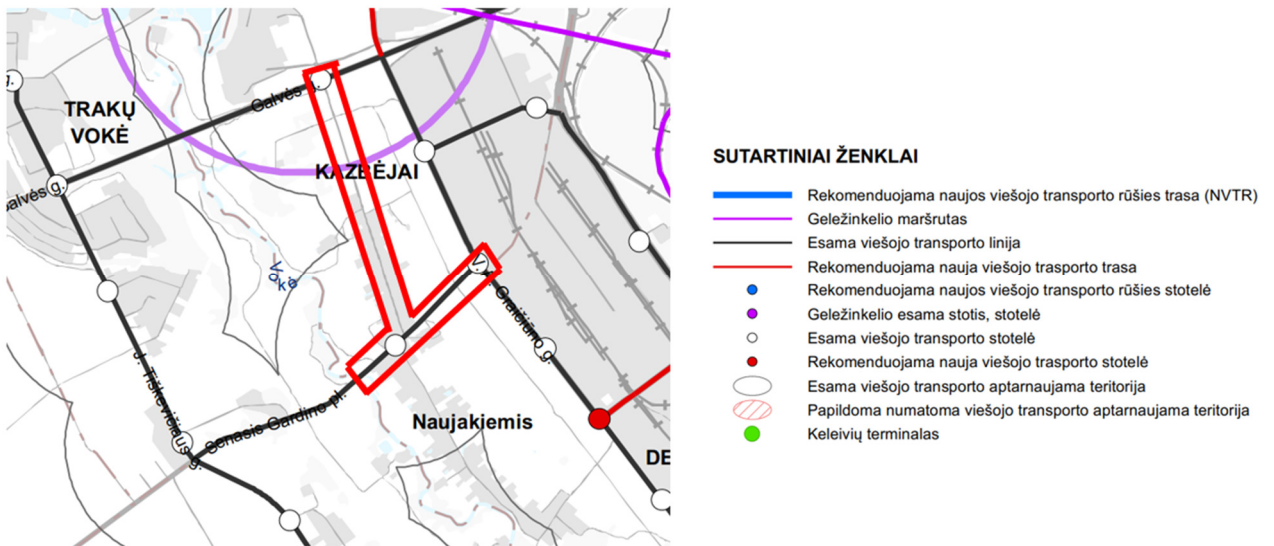 g.
TRAKŲ
VOKĖ
Galvės g.
KAZBĖJAI
Galvės g.
Vokė
V. Graičiūno g.
J. Tiškevičiaus g.
Senasis Gardino pl.
Naujakiemis
DE
SUTARTINIAI ŽENKLAI
Rekomenduojama naujos viešojo transporto rūšies trasa (NVTR)
Geležinkelio maršrutas
Esama viešojo transporto linija
Rekomenduojama nauja viešojo trasporto trasa
Rekomenduojama naujos viešojo transporto rūšies stotelė
Geležinkelio esama stotis, stotelė
Esama viešojo transporto stotelė
Rekomenduojama nauja viešojo trasporto stotelė
Esama viešojo transporto aptarnaujama teritorija
Papildoma numatoma viešojo transporto aptarnaujama teritorija
Keleivių terminalas